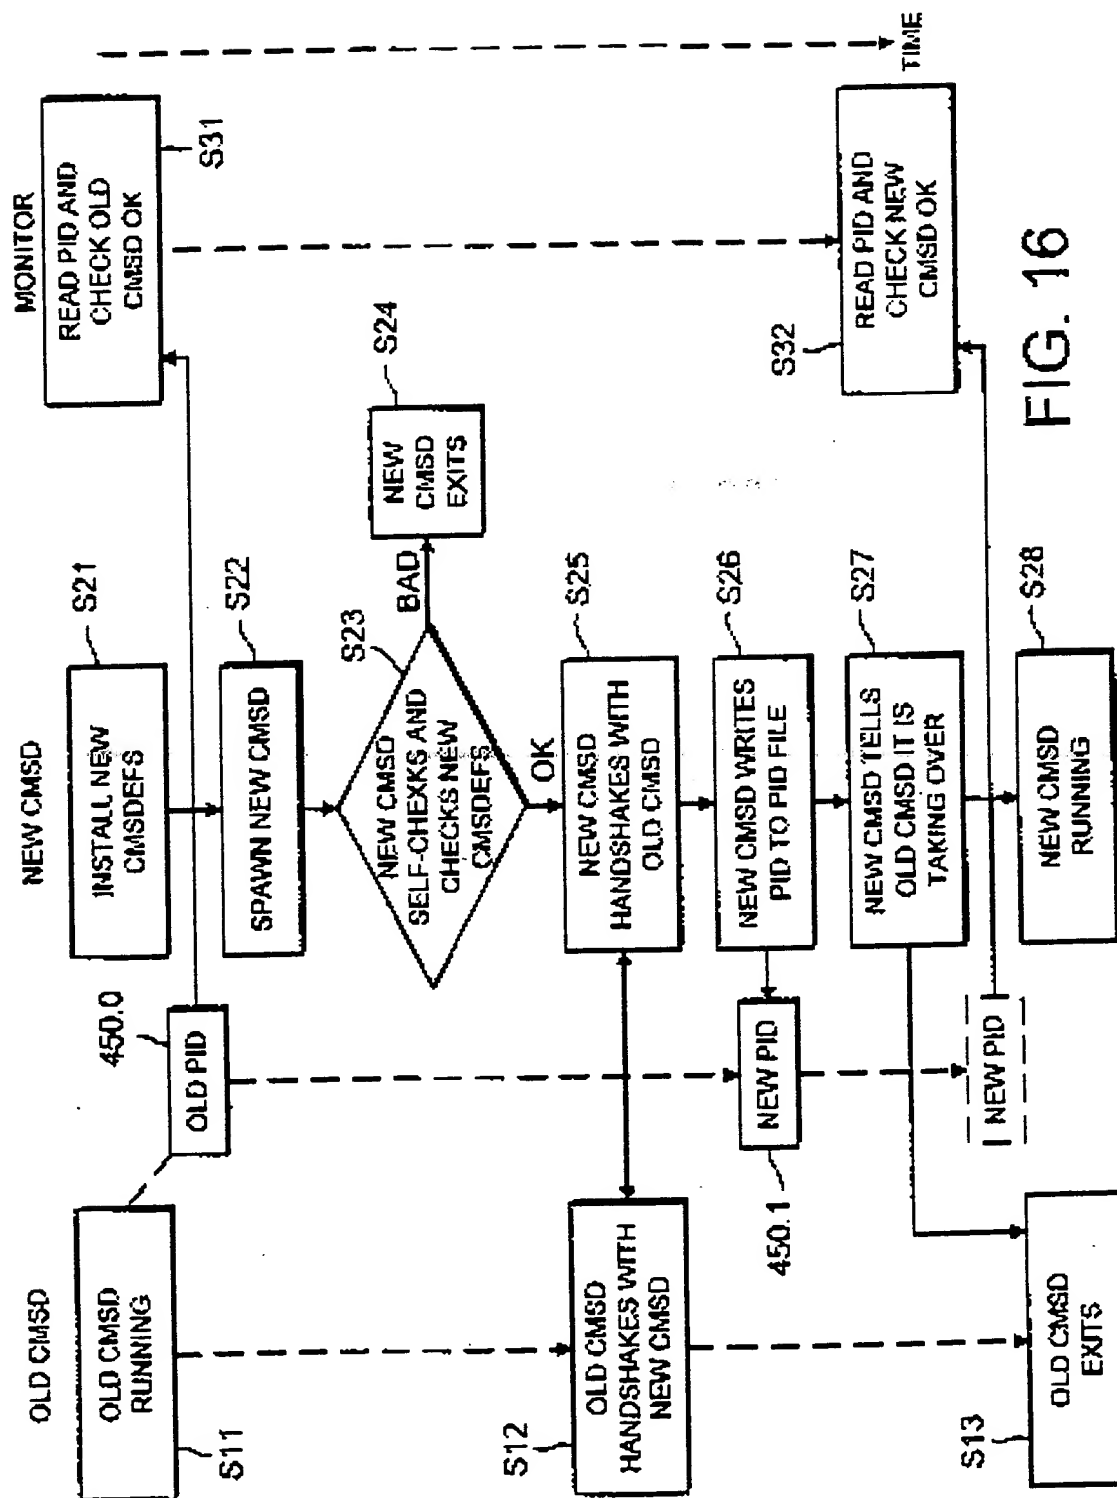 OLD CMSD
NEW CMSD
MONITOR
OLD CMSD
RUNNING
S11
OLD PID
450.0
INSTALL NEW
CMSDEFS
S21
READ PID AND
CHECK OLD
CMSD OK
S31
SPAWN NEW CMSD
S22
NEW CMSD
SELF-CHEKS AND
CHECKS NEW
CMSDEFS
S23
BAD
OK
NEW
CMSD
EXITS
S24
OLD CMSD
HANDSHAKES WITH
NEW CMSD
S12
NEW CMSD
HANDSHAKES WITH
OLD CMSD
S25
NEW PID
450.1
NEW CMSD WRITES
PID TO PID FILE
S26
NEW CMSD TELLS
OLD CMSD IT IS
TAKING OVER
S27
READ PID AND
CHECK NEW
CMSD OK
S32
TIME
OLD CMSD
EXITS
S13
NEW PID
NEW CMSD
RUNNING
S28
FIG. 16